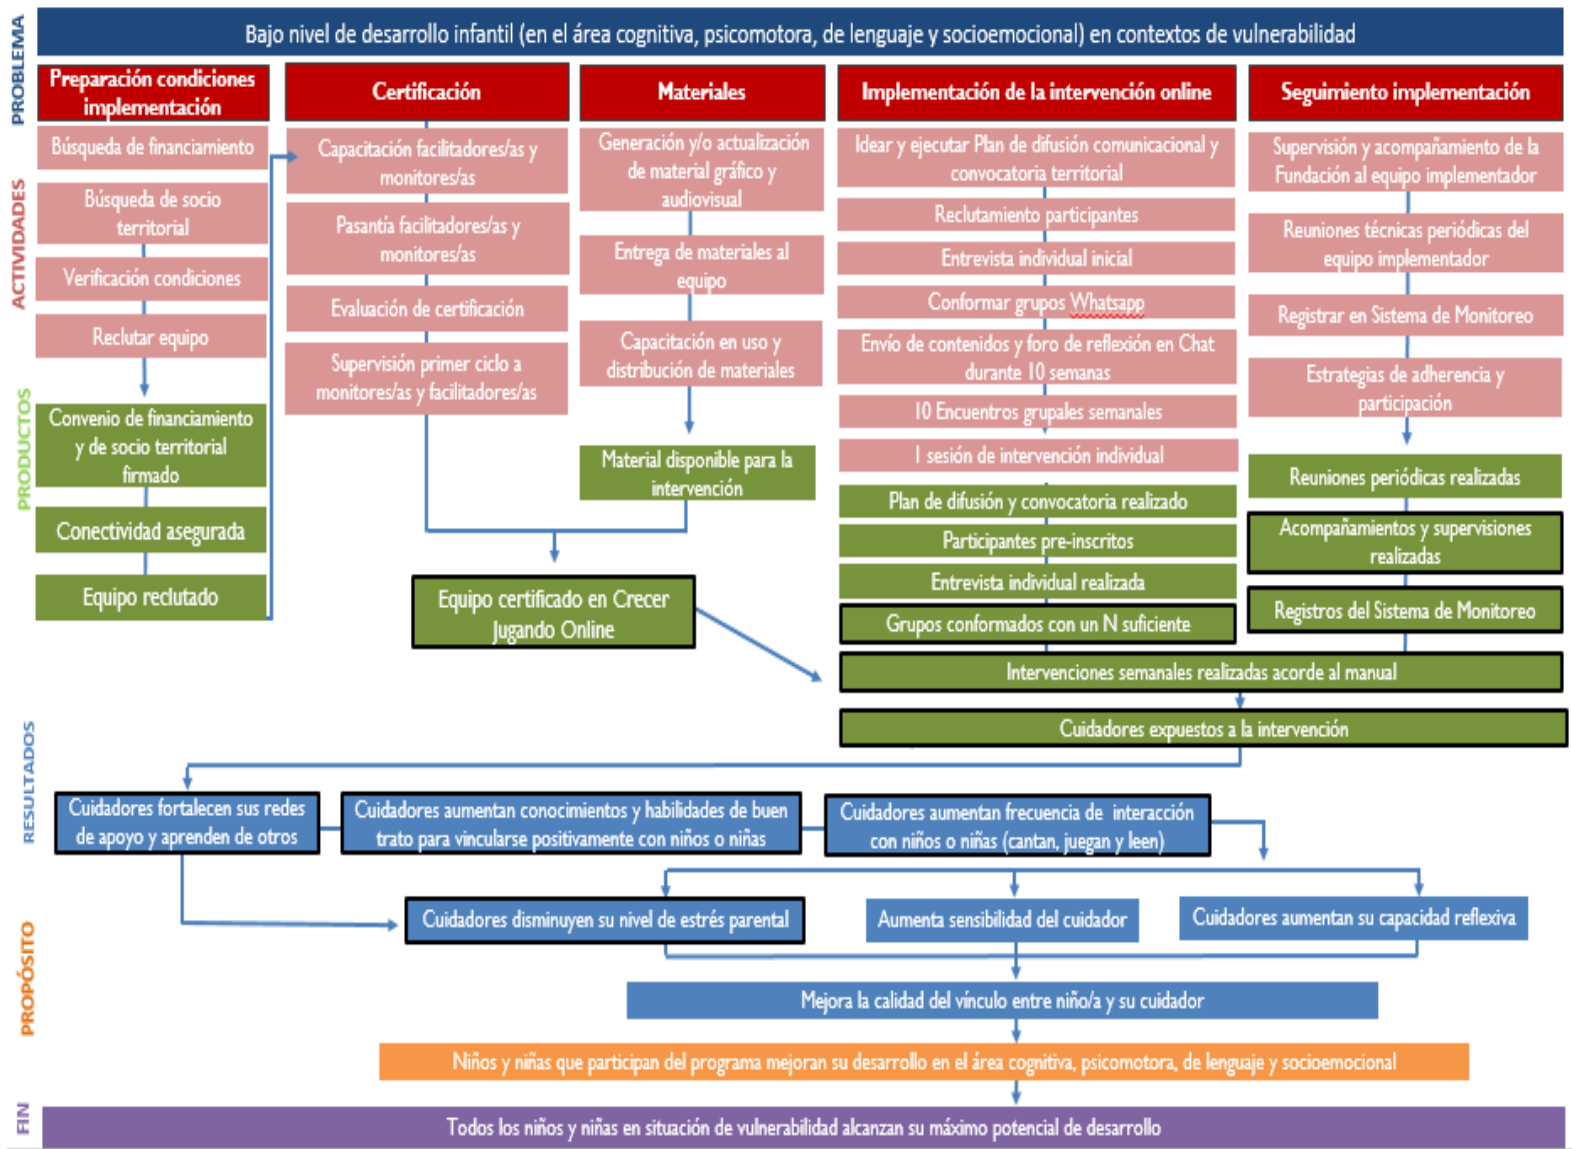 PROBLEMA
Bajo nivel de desarrollo infantil (en el área cognitiva, psicomotora, de lenguaje y socioemocional) en contextos de vulnerabilidad
Preparación condiciones
implementación
Certificación
Materiales
Implementación de la intervención online
Seguimiento implementación
ACTIVIDADES
Búsqueda de financiamiento
Búsqueda de socio
territorial
Verificación condiciones
Reclutar equipo
Capacitación facilitadores/as y
monitores/as
Pasantía facilitadores/as y
monitores/as
Evaluación de certificación
Supervisión primer ciclo a
monitores/as y facilitadores/as
Generación y/o actualización
de material gráfico y
audiovisual
Entrega de materiales al
equipo
Capacitación en uso y
distribución de materiales
Idear y ejecutar Plan de difusión comunicacional y
convocatoria territorial
Reclutamiento participantes
Entrevista individual inicial
Conformar grupos Whatsapp
Envío de contenidos y foro de reflexión en Chat
durante 10 semanas
10 Encuentros grupales semanales
1 sesión de intervención individual
Supervisión y acompañamiento de la
Fundación al equipo implementador
Reuniones técnicas periódicas del
equipo implementador
Registrar en Sistema de Monitoreo
Estrategias de adherencia y
participación
PRODUCTOS
Convenio de financiamiento
y de socio territorial
firmado
Conectividad asegurada
Equipo reclutado
Material disponible para la
intervención
Equipo certificado en Crecer
Jugando Online
Plan de difusión y convocatoria realizado
Participantes pre-inscritos
Entrevista individual realizada
Grupos conformados con un N suficiente
Reuniones periódicas realizadas
Acompañamientos y supervisiones
realizadas
Registros del Sistema de Monitoreo
Intervenciones semanales realizadas acorde al manual
Cuidadores expuestos a la intervención
RESULTADOS
Cuidadores fortalecen sus redes
de apoyo y aprenden de otros
Cuidadores aumentan conocimientos y habilidades de buen
trato para vincularse positivamente con niños o niñas
Cuidadores aumentan frecuencia de interacción
con niños o niñas (cantan, juegan y leen)
Cuidadores disminuyen su nivel de estrés parental
Aumenta sensibilidad del cuidador
Cuidadores aumentan su capacidad reflexiva
Mejora la calidad del vínculo entre niño/a y su cuidador
PROPÓSITO
Niños y niñas que participan del programa mejoran su desarrollo en el área cognitiva, psicomotora, de lenguaje y socioemocional
FIN
Todos los niños y niñas en situación de vulnerabilidad alcanzan su máximo potencial de desarrollo